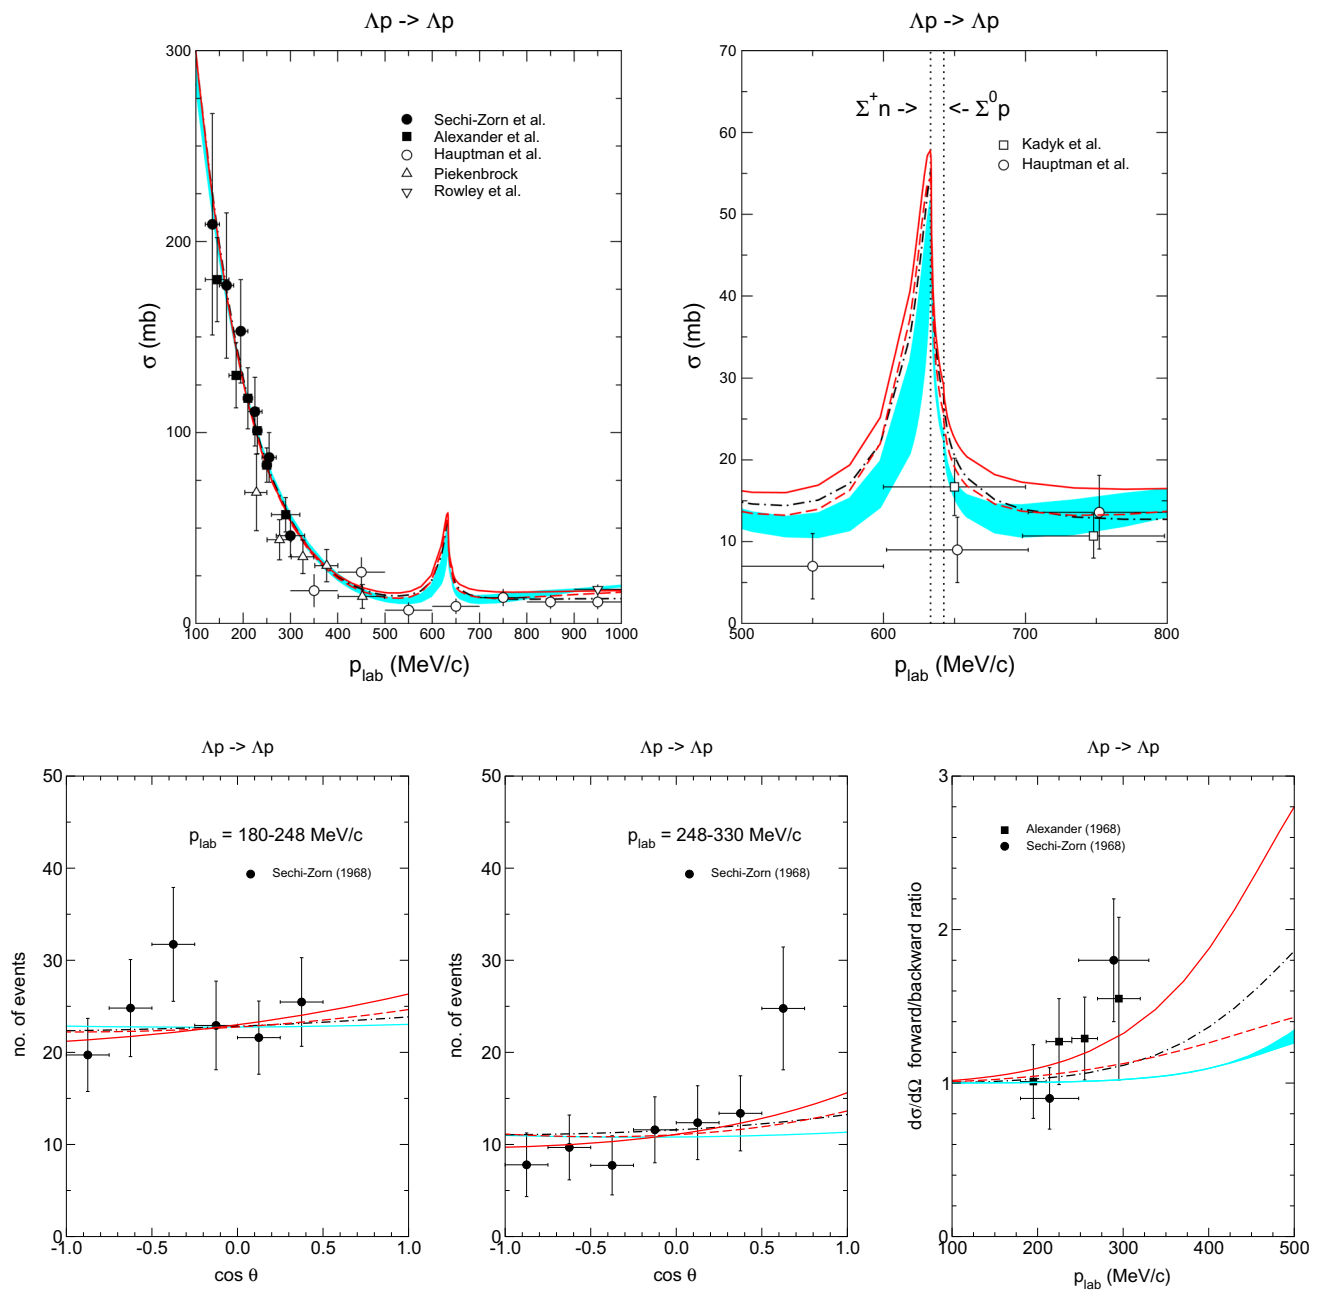 Λp -> Λp
300
200
100
0
σ (mb)
Sechi-Zorn et al.
Alexander et al.
Hauptman et al.
Piekenbrock
Rowley et al.
100 200 300 400 500 600 700 800 900 1000
p_lab (MeV/c)
Λp -> Λp
70
60
50
40
30
20
10
0
σ (mb)
Σ⁺n -> <- Σ⁰p
Kadyk et al.
Hauptman et al.
500 600 700 800
p_lab (MeV/c)
Λp -> Λp
50
40
30
20
10
0
no. of events
p_lab = 180-248 MeV/c
Sechi-Zorn (1968)
-1.0 -0.5 0.0 0.5 1.0
cos θ
Λp -> Λp
50
40
30
20
10
0
no. of events
p_lab = 248-330 MeV/c
Sechi-Zorn (1968)
-1.0 -0.5 0.0 0.5 1.0
cos θ
Λp -> Λp
3
2
1
0
dσ/dΩ forward/backward ratio
Alexander (1968)
Sechi-Zorn (1968)
100 200 300 400 500
p_lab (MeV/c)